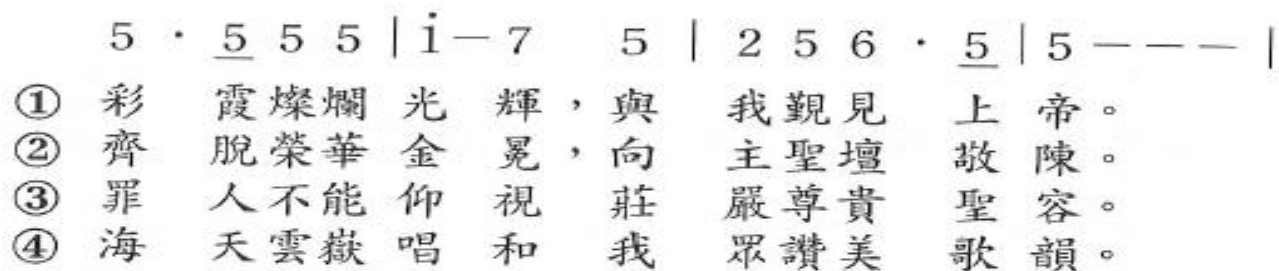 5 · 5 5 5 | i - 7 5 | 2 5 6 · 5 | 5 - - - |
① 彩 霞燦爛光輝，與我覲見上帝。
② 齊 脫榮華金冕，向主聖壇敬陳。
③ 罪 人不能仰視莊嚴尊貴聖容。
④ 海 天雲嶽唱和我眾讚美歌韻。